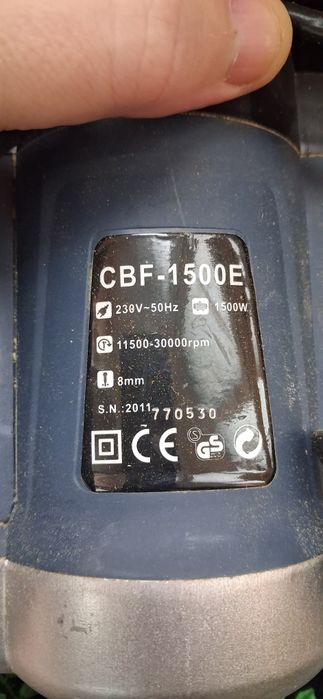 CBF-1500E
230V~50Hz 1500W
11500-30000rpm
8mm
S.N.:2011 770530
CE S GS